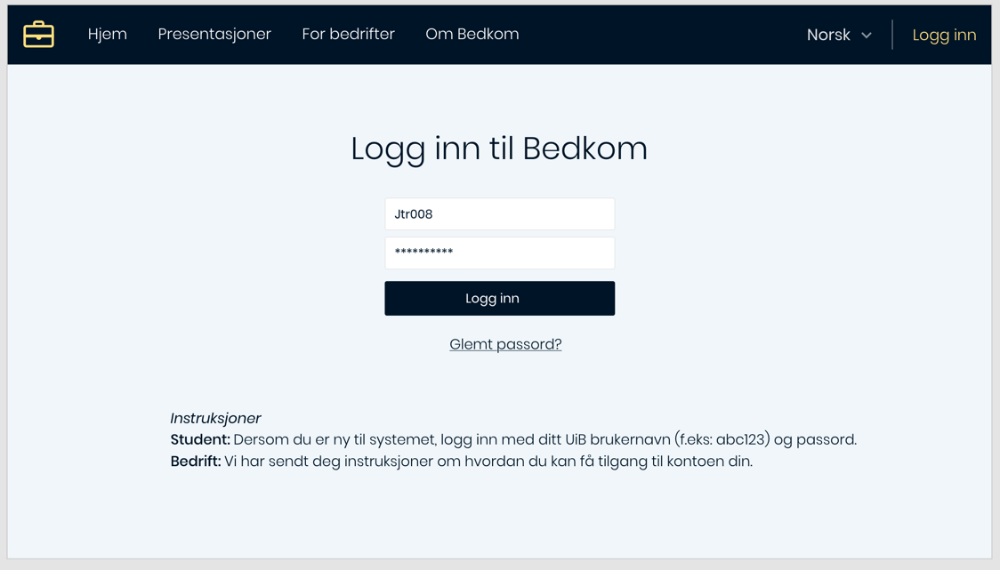 Hjem Presentasjoner For bedrifter Om Bedkom Norsk Logg inn
Logg inn til Bedkom
Jtr008
**********
Logg inn
Glemt passord?
Instruksjoner
Student: Dersom du er ny til systemet, logg inn med ditt UiB brukernavn (f.eks: abc123) og passord.
Bedrift: Vi har sendt deg instruksjoner om hvordan du kan få tilgang til kontoen din.